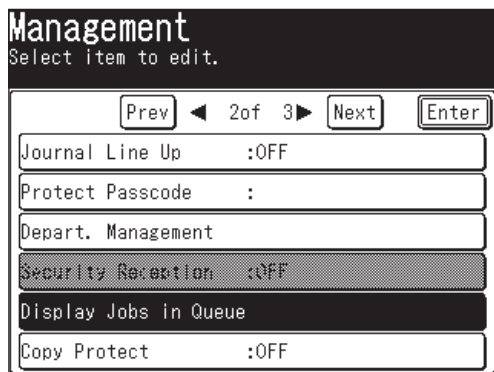 Management
Select item to edit.
Prev ◀ 2of 3▶ Next Enter
Journal Line Up :OFF
Protect Passcode :
Depart. Management
Security Reception :OFF
Display Jobs in Queue
Copy Protect :OFF